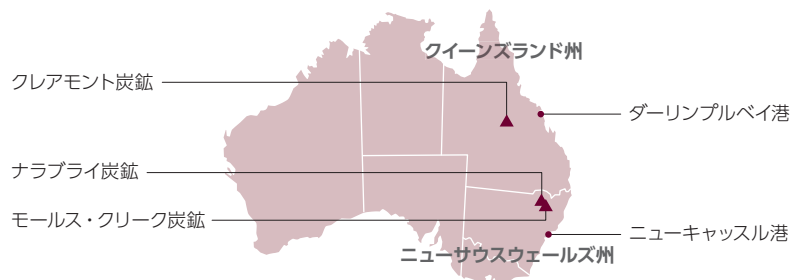 クイーンズランド州
クレアモント炭鉱
ダーリンプルベイ港
ナラブライ炭鉱
モールス・クリーク炭鉱
ニューキャッスル港
ニューサウスウェールズ州